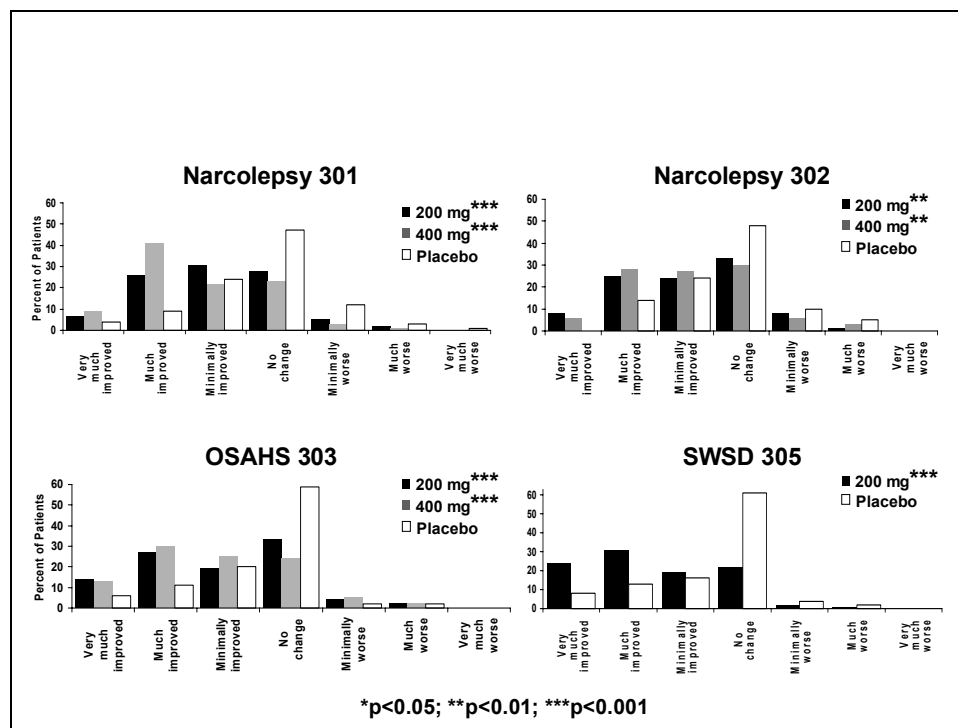 Narcolepsy 301
Percent of Patients
60
50
40
30
20
10
0
200 mg***
400 mg***
Placebo
Very much improved
Much improved
Minimally improved
No change
Minimally worse
Much worse
Very much worse
Narcolepsy 302
60
50
40
30
20
10
0
200 mg**
400 mg**
Placebo
Very much improved
Much improved
Minimally improved
No change
Minimally worse
Much worse
Very much worse
OSAHS 303
Percent of Patients
60
50
40
30
20
10
0
200 mg***
400 mg***
Placebo
Very much improved
Much improved
Minimally improved
No change
Minimally worse
Much worse
Very much worse
SWSD 305
60
50
40
30
20
10
0
200 mg***
Placebo
Very much improved
Much improved
Minimally improved
No change
Minimally worse
Much worse
Very much worse
*p<0.05; **p<0.01; ***p<0.001